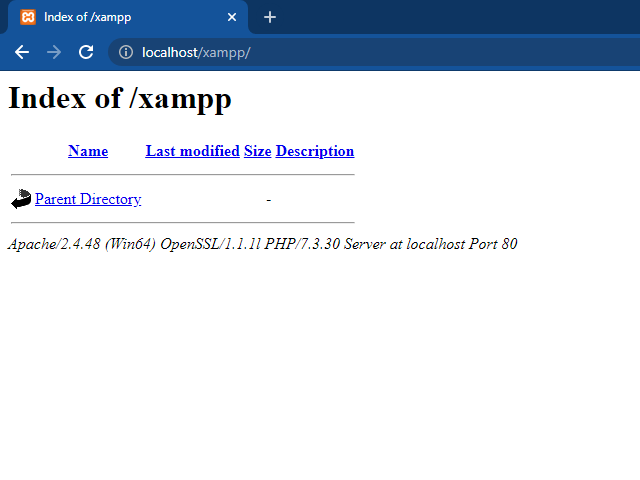 Index of /xampp
localhost/xampp/
Index of /xampp
Name Last modified Size Description
Parent Directory -
Apache/2.4.48 (Win64) OpenSSL/1.1.1l PHP/7.3.30 Server at localhost Port 80